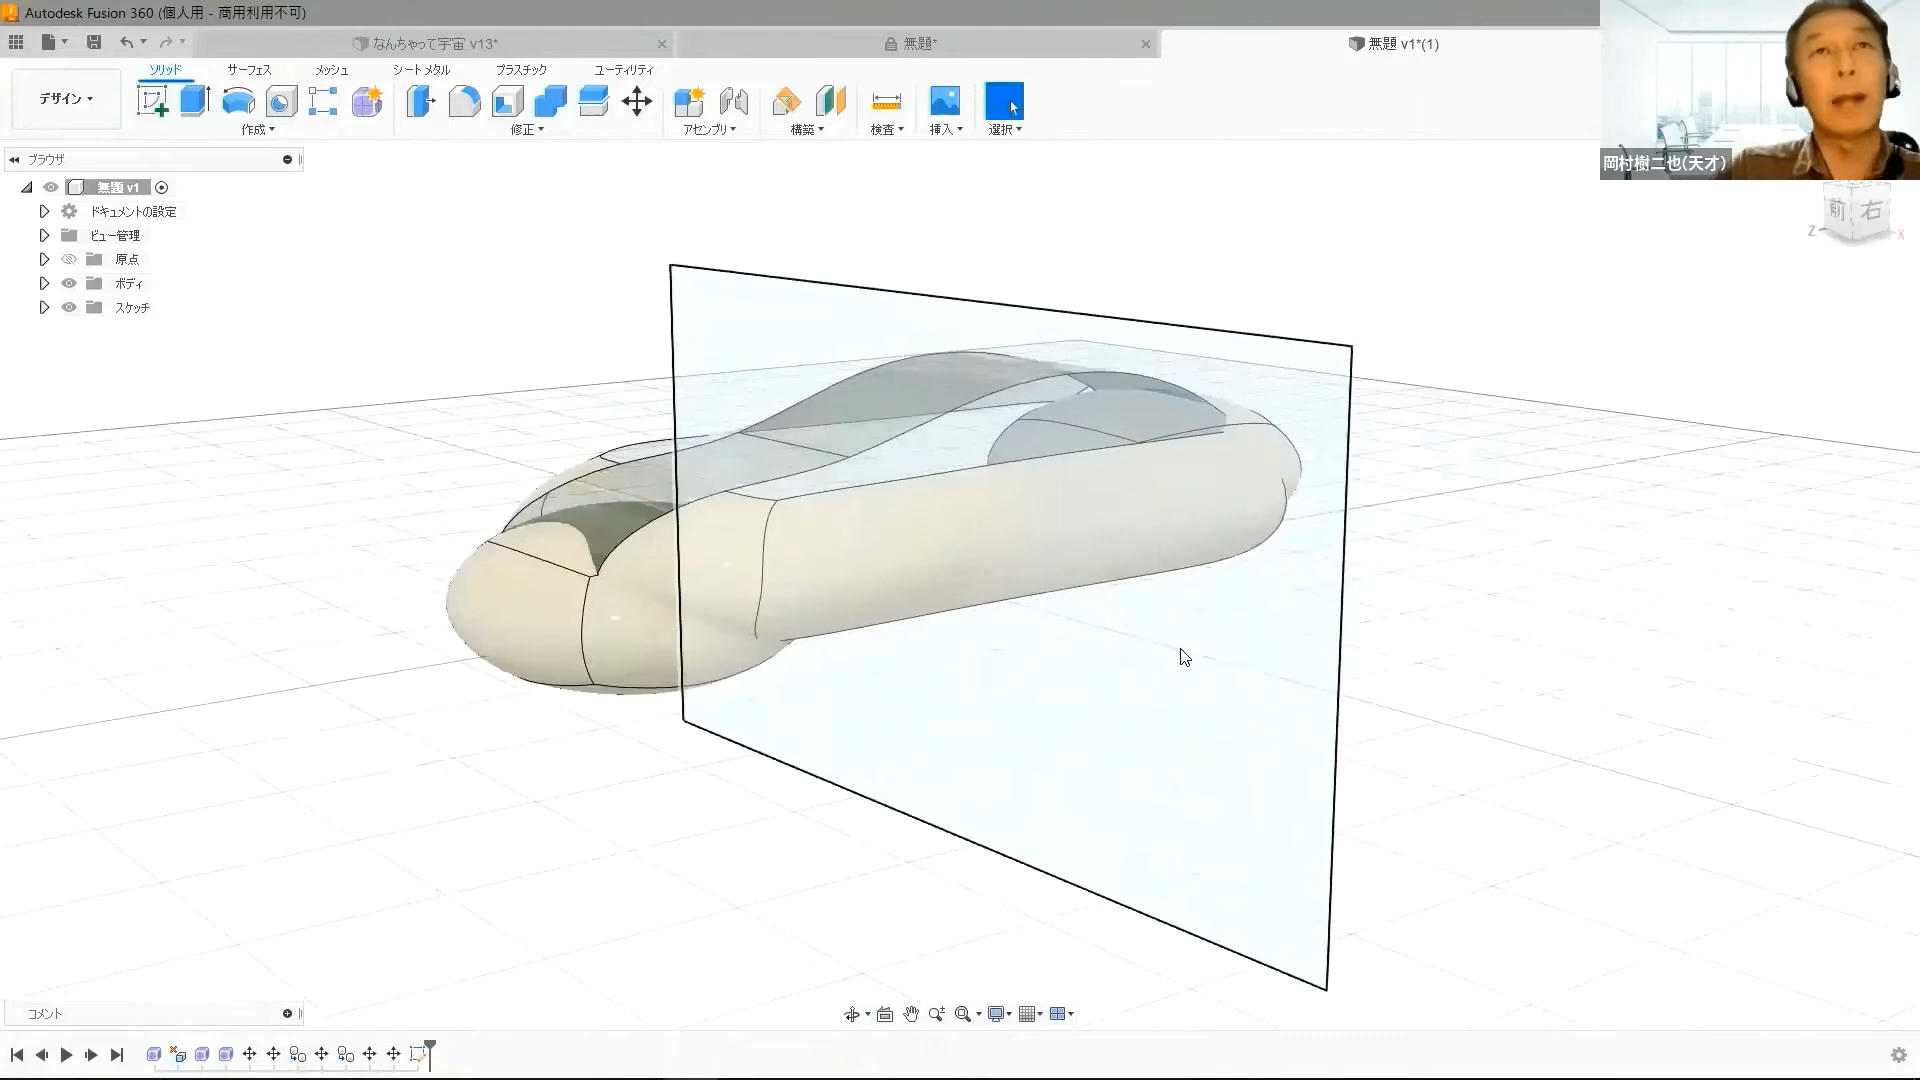 Autodesk Fusion 360 (個人用 - 商用利用不可)
なんちゃって宇宙 v13*
無題*
無題 v1*(1)
ソリッド
サーフェス
メッシュ
シート メタル
プラスチック
ユーティリティ
デザイン
作成
修正
アセンブリ
構築
検査
挿入
選択
岡村樹二也(天才)
ブラウザ
無題 v1
ドキュメントの設定
ビュー管理
原点
ボディ
スケッチ
前
右
Z
X
コメント